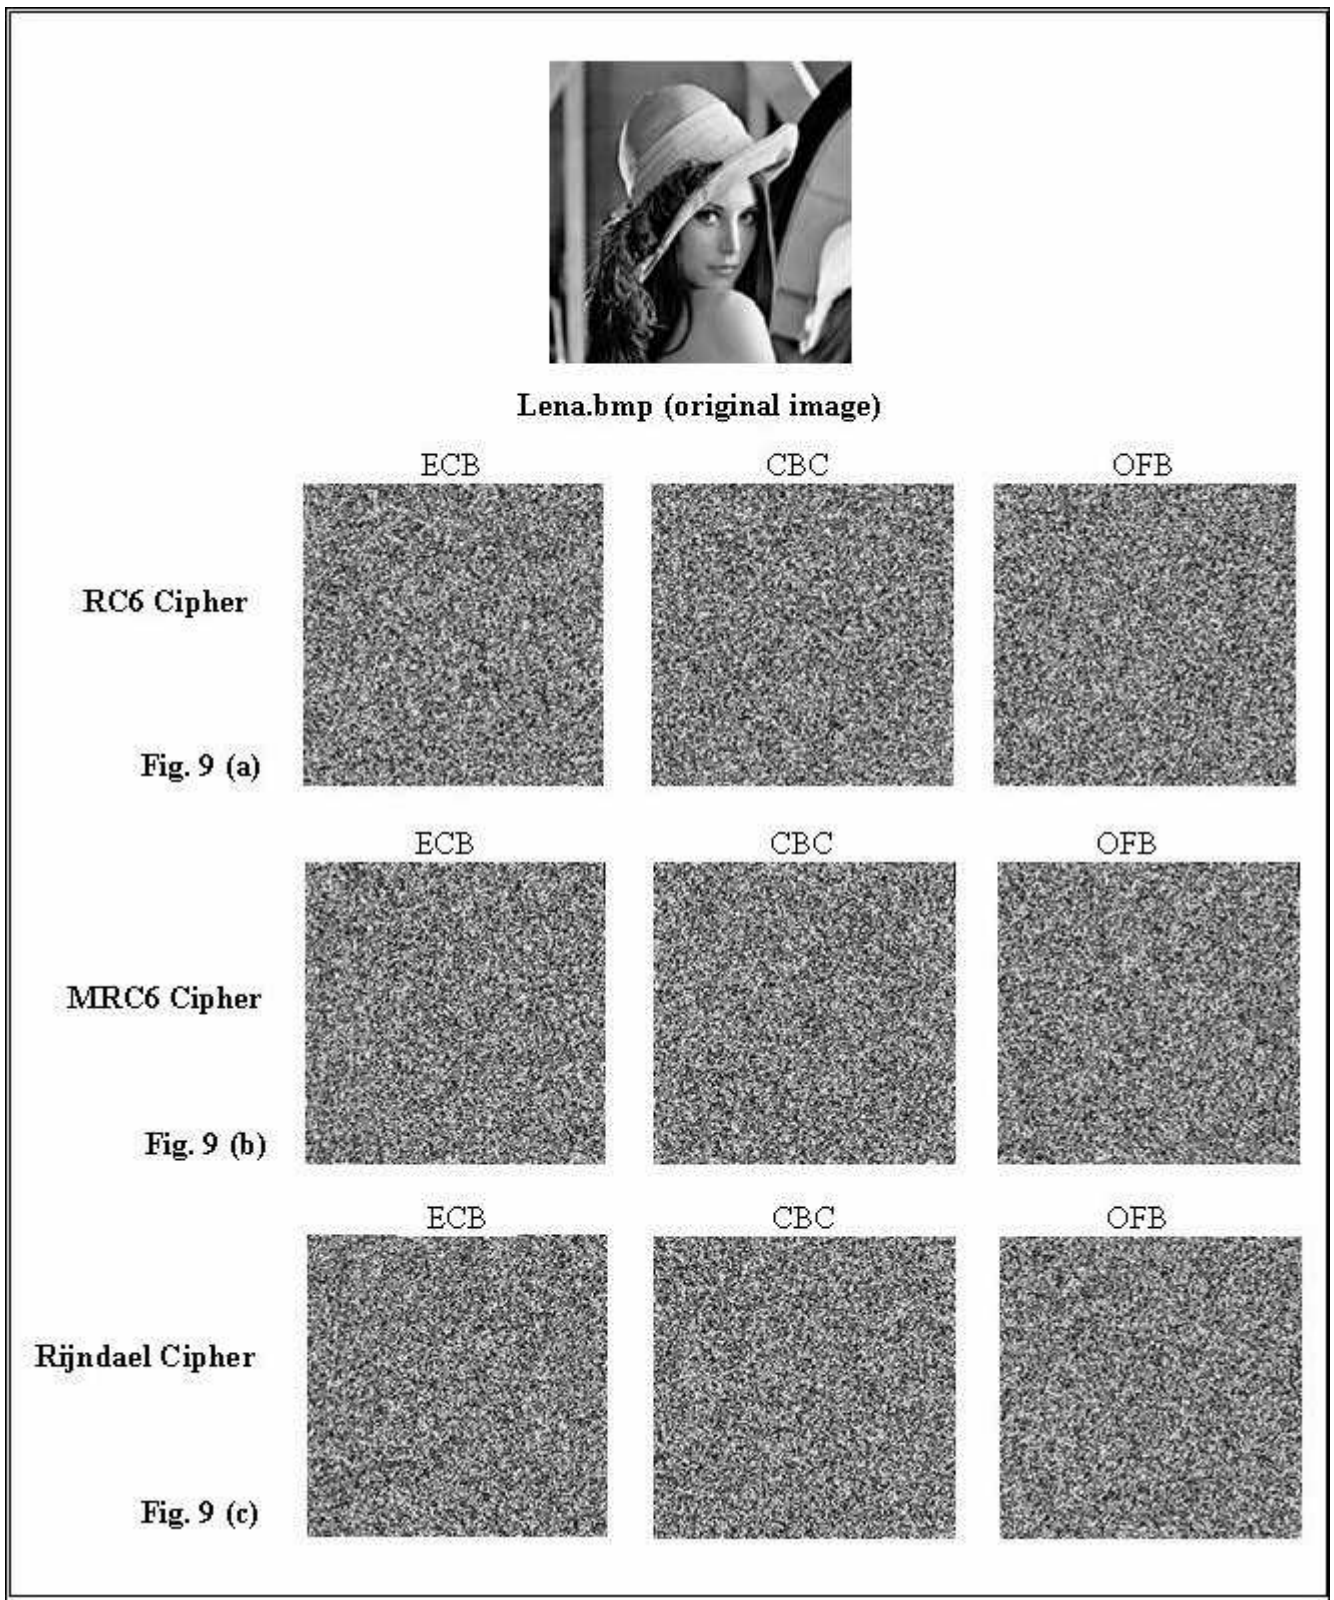 Lena.bmp (original image)
ECB CBC OFB
RC6 Cipher
Fig. 9 (a)
ECB CBC OFB
MRC6 Cipher
Fig. 9 (b)
ECB CBC OFB
Rijndael Cipher
Fig. 9 (c)